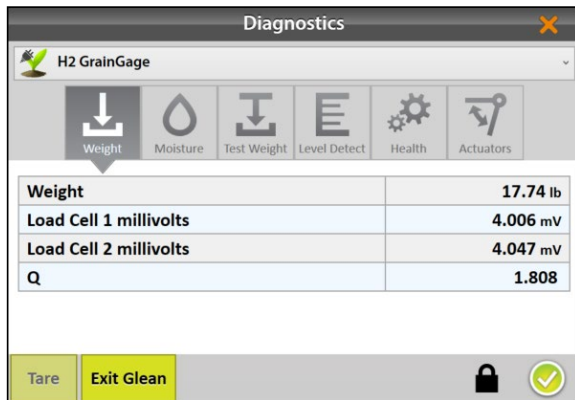 Diagnostics
H2 GrainGage
Weight Moisture Test Weight Level Detect Health Actuators
Weight 17.74 lb
Load Cell 1 millivolts 4.006 mV
Load Cell 2 millivolts 4.047 mV
Q 1.808
Tare Exit Glean